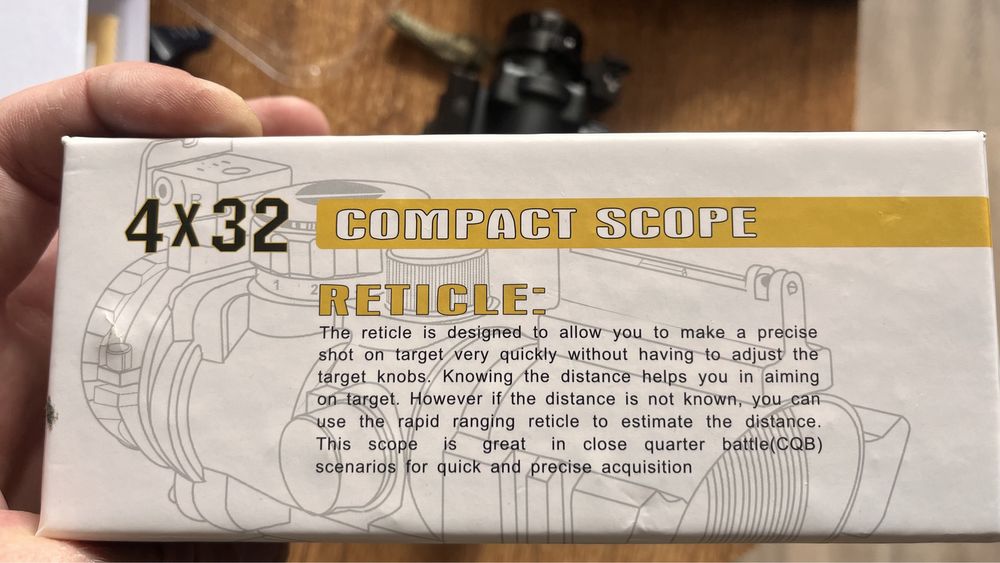 4X32 COMPACT SCOPE
RETICLE:
The reticle is designed to allow you to make a precise
shot on target very quickly without having to adjust the
target knobs. Knowing the distance helps you in aiming
on target. However if the distance is not known, you can
use the rapid ranging reticle to estimate the distance.
This scope is great in close quarter battle(CQB)
scenarios for quick and precise acquisition
1 2